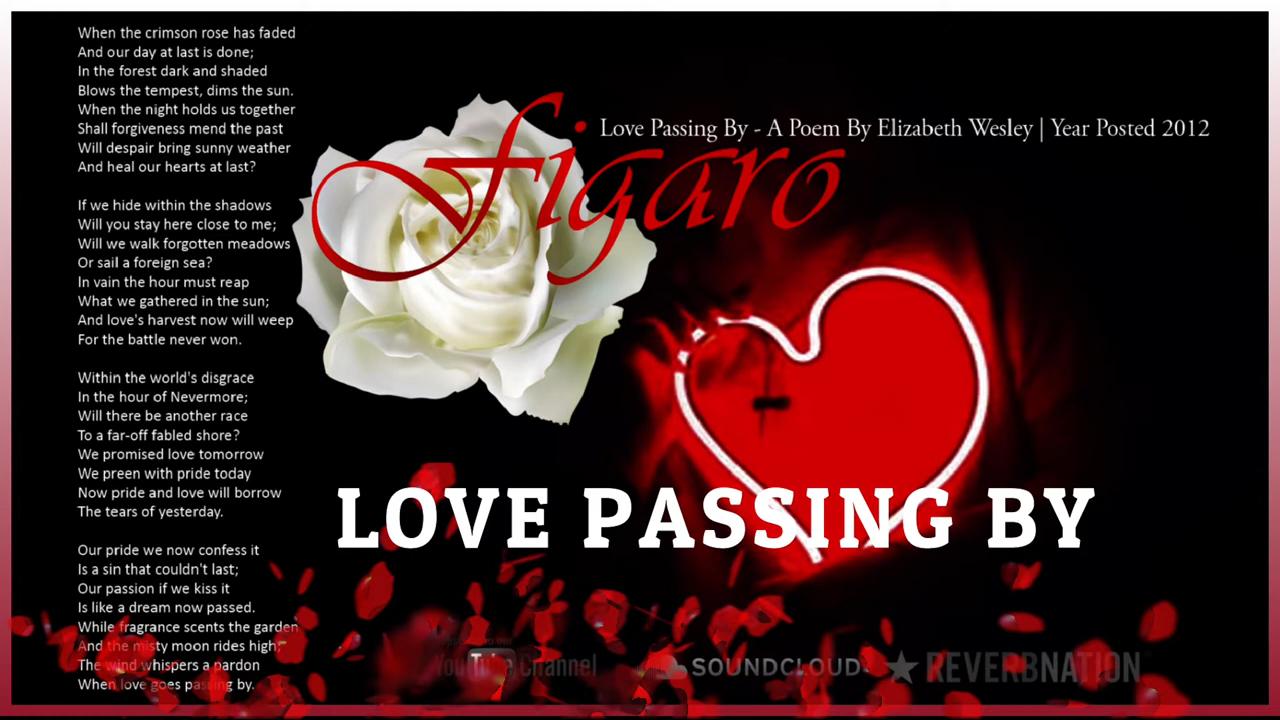 When the crimson rose has faded
And our day at last is done;
In the forest dark and shaded
Blows the tempest, dims the sun.
When the night holds us together
Shall forgiveness mend the past
Will despair bring sunny weather
And heal our hearts at last?
If we hide within the shadows
Will you stay here close to me;
Will we walk forgotten meadows
Or sail a foreign sea?
In vain the hour must reap
What we gathered in the sun;
And love's harvest now will weep
For the battle never won.
Within the world's disgrace
In the hour of Nevermore;
Will there be another race
To a far-off fabled shore?
We promised love tomorrow
We preen with pride today
Now pride and love will borrow
The tears of yesterday.
Our pride we now confess it
Is a sin that couldn't last;
Our passion if we kiss it
Is like a dream now passed.
While fragrance scents the garden
And the misty moon rides high;
The wind whispers a pardon
When love goes passing by.
Love Passing By - A Poem By Elizabeth Wesley | Year Posted 2012
Figaro
LOVE PASSING BY
YouTube Channel
SOUNDCLOUD
REVERBNATION